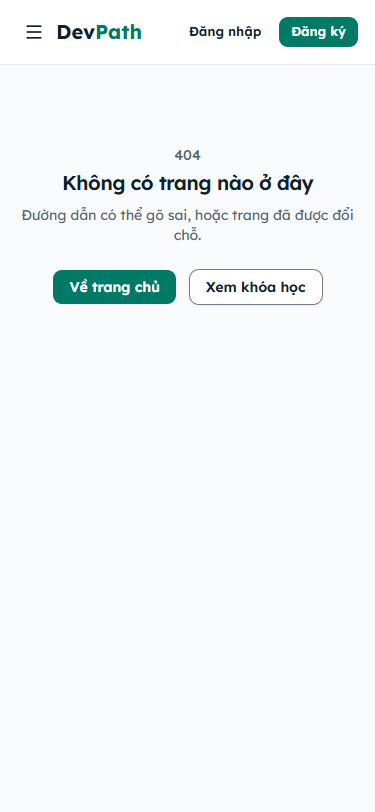 DevPath
Đăng nhập
Đăng ký
404
Không có trang nào ở đây
Đường dẫn có thể gõ sai, hoặc trang đã được đổi
chỗ.
Về trang chủ
Xem khóa học